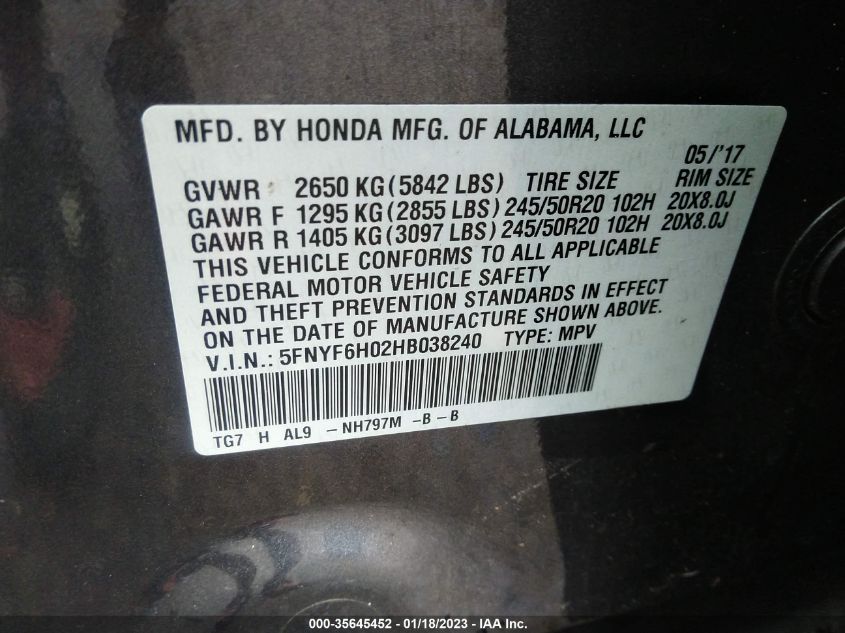 MFD. BY HONDA MFG. OF ALABAMA, LLC
05/'17
GVWR 2650 KG (5842 LBS) TIRE SIZE RIM SIZE
GAWR F 1295 KG (2855 LBS) 245/50R20 102H 20X8.0J
GAWR R 1405 KG (3097 LBS) 245/50R20 102H 20X8.0J
THIS VEHICLE CONFORMS TO ALL APPLICABLE
FEDERAL MOTOR VEHICLE SAFETY
AND THEFT PREVENTION STANDARDS IN EFFECT
ON THE DATE OF MANUFACTURE SHOWN ABOVE.
V.I.N.: 5FNYF6H02HB038240 TYPE: MPV
TG7 H AL9 -NH797M -B-B
000-35645452 - 01/18/2023 - IAA Inc.